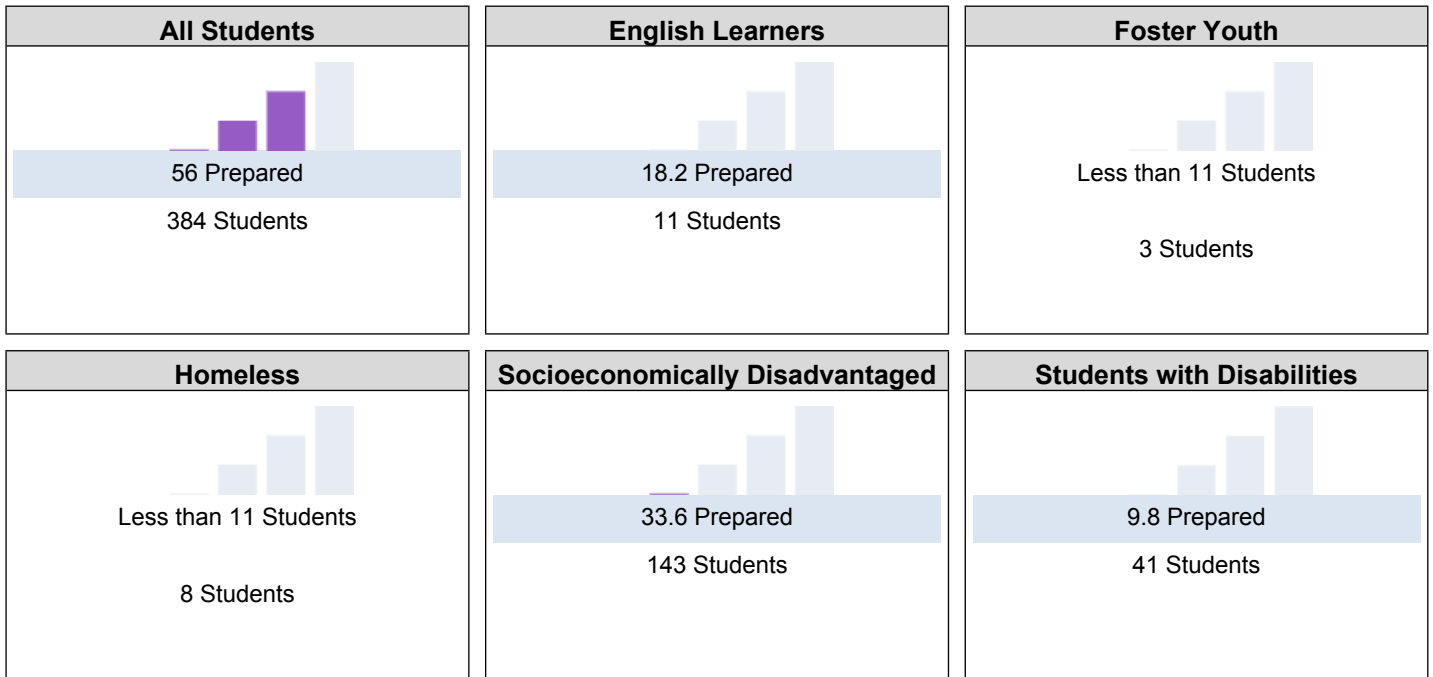 All Students
56 Prepared
384 Students
English Learners
18.2 Prepared
11 Students
Foster Youth
Less than 11 Students
3 Students
Homeless
Less than 11 Students
8 Students
Socioeconomically Disadvantaged
33.6 Prepared
143 Students
Students with Disabilities
9.8 Prepared
41 Students